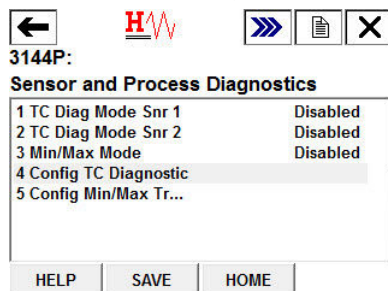 H
3144P:
Sensor and Process Diagnostics
1 TC Diag Mode Snr 1 Disabled
2 TC Diag Mode Snr 2 Disabled
3 Min/Max Mode Disabled
4 Config TC Diagnostic
5 Config Min/Max Tr...
HELP SAVE HOME